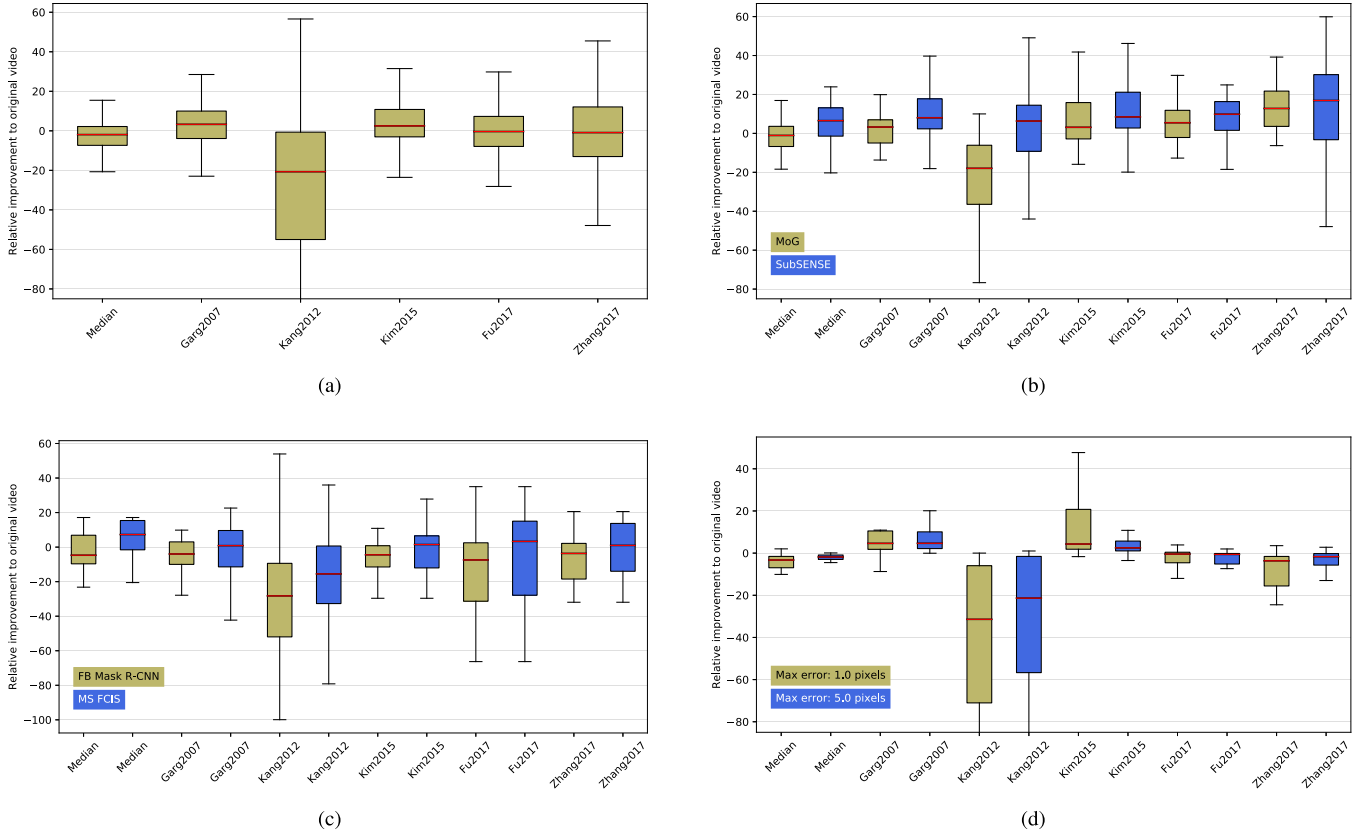 60
40
20
0
−20
−40
−60
−80
Relative improvement to original video
Median
Garg2007
Kang2012
Kim2015
Fu2017
Zhang2017
(a)
60
40
20
0
−20
−40
−60
−80
Relative improvement to original video
MoG
SubSENSE
Median
Median
Garg2007
Garg2007
Kang2012
Kang2012
Kim2015
Kim2015
Fu2017
Fu2017
Zhang2017
Zhang2017
(b)
60
40
20
0
−20
−40
−60
−80
−100
Relative improvement to original video
FB Mask R-CNN
MS FCIS
Median
Median
Garg2007
Garg2007
Kang2012
Kang2012
Kim2015
Kim2015
Fu2017
Fu2017
Zhang2017
Zhang2017
(c)
40
20
0
−20
−40
−60
−80
Relative improvement to original video
Max error: 1.0 pixels
Max error: 5.0 pixels
Median
Median
Garg2007
Garg2007
Kang2012
Kang2012
Kim2015
Kim2015
Fu2017
Fu2017
Zhang2017
Zhang2017
(d)